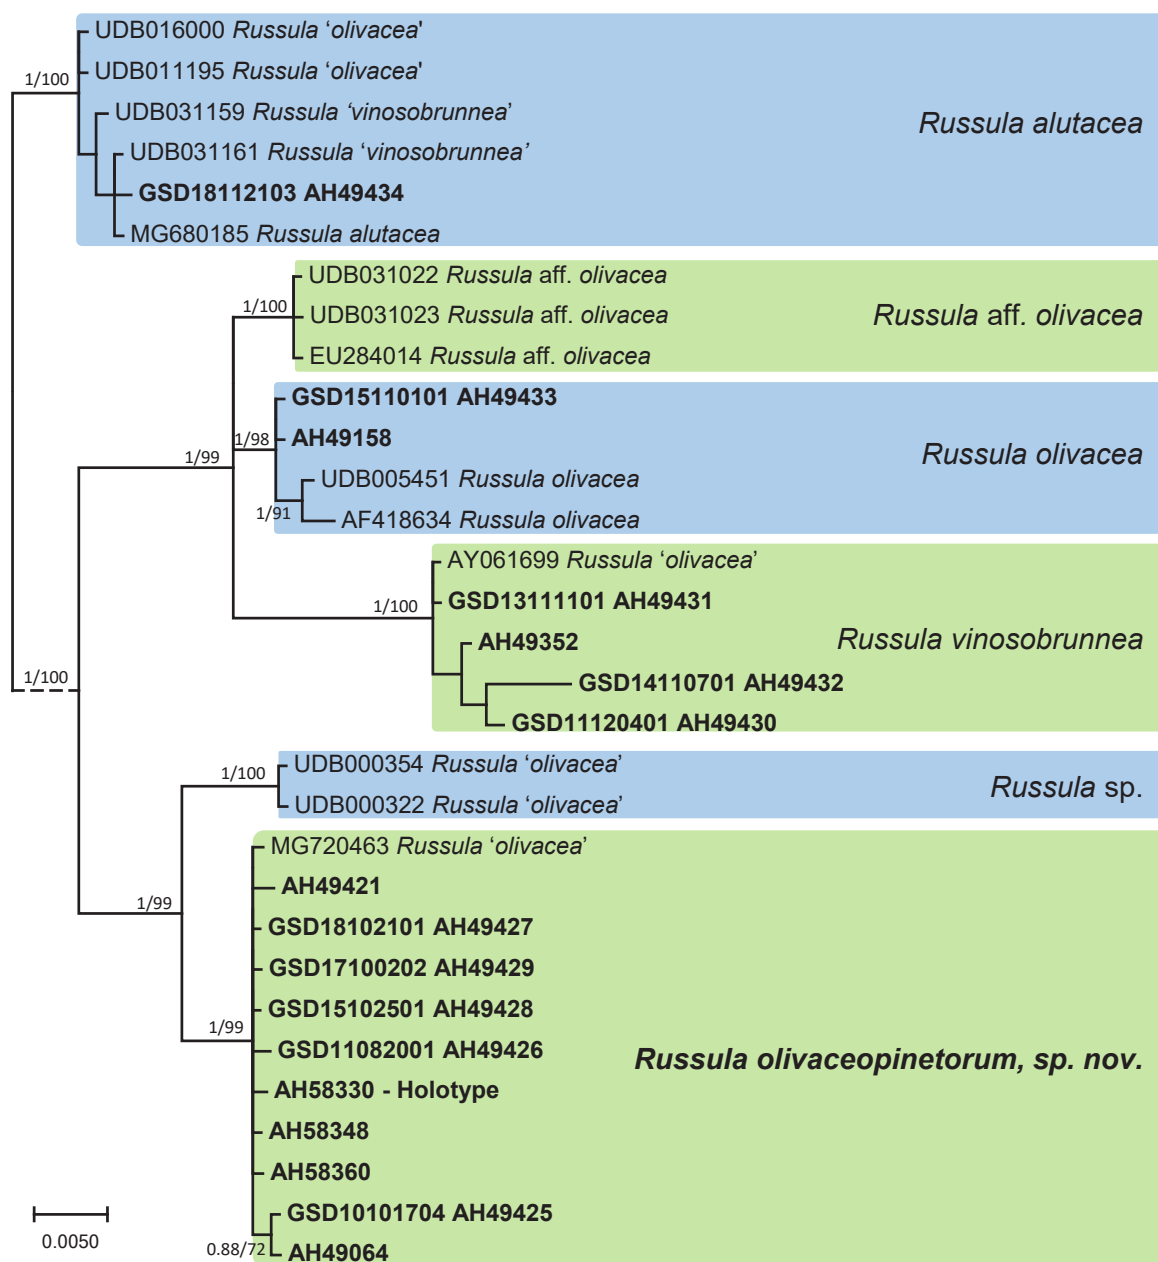 UDB016000 Russula ‘olivacea'
UDB011195 Russula ‘olivacea'
1/100
UDB031159 Russula ‘vinosobrunnea’
Russula alutacea
UDB031161 Russula ‘vinosobrunnea’
GSD18112103 AH49434
MG680185 Russula alutacea
UDB031022 Russula aff. olivacea
1/100
UDB031023 Russula aff. olivacea
Russula aff. olivacea
EU284014 Russula aff. olivacea
GSD15110101 AH49433
1/98
AH49158
Russula olivacea
1/99
UDB005451 Russula olivacea
1/91
AF418634 Russula olivacea
AY061699 Russula ‘olivacea’
1/100
GSD13111101 AH49431
AH49352
Russula vinosobrunnea
1/100
GSD14110701 AH49432
GSD11120401 AH49430
UDB000354 Russula ‘olivacea’
1/100
Russula sp.
UDB000322 Russula ‘olivacea’
MG720463 Russula ‘olivacea’
AH49421
1/99
GSD18102101 AH49427
GSD17100202 AH49429
GSD15102501 AH49428
1/99
GSD11082001 AH49426
Russula olivaceopinetorum, sp. nov.
AH58330 - Holotype
AH58348
AH58360
GSD10101704 AH49425
0.0050
0.88/72
AH49064